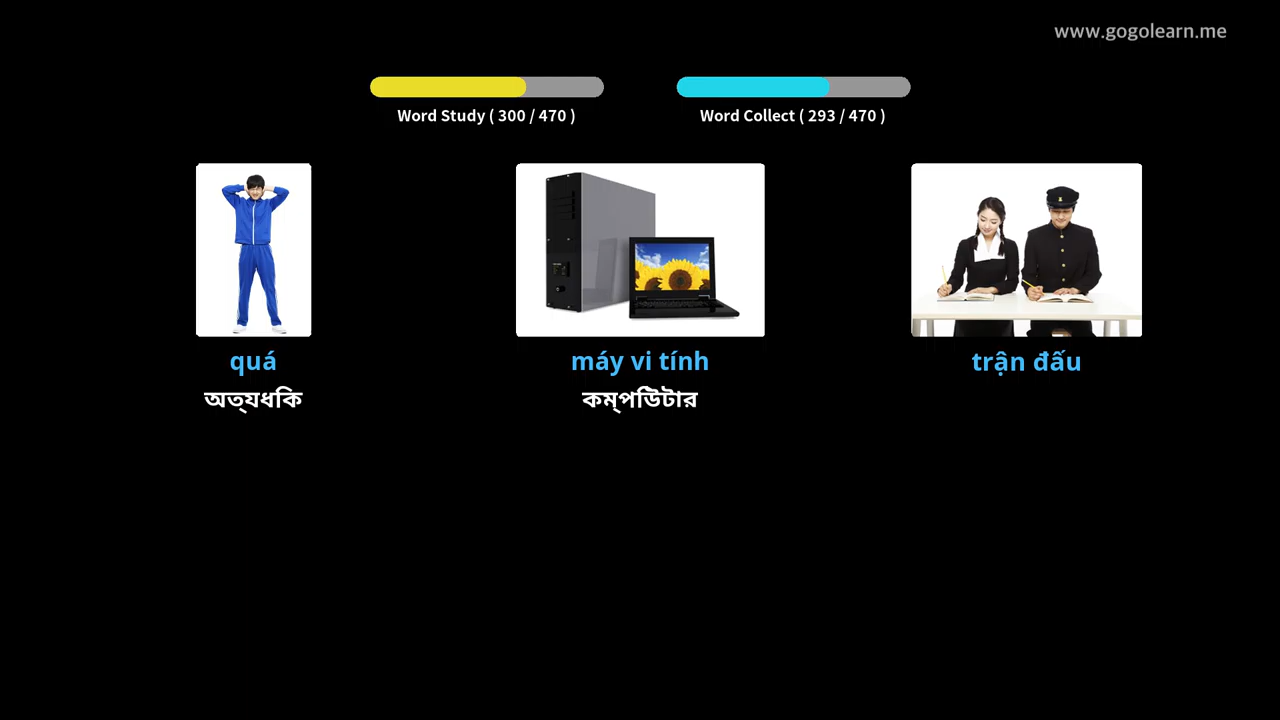 www.gogolearn.me
Word Study ( 300 / 470 )
Word Collect ( 293 / 470 )
quá
máy vi tính
trận đấu
অত্যধিক
কম্পিউটার